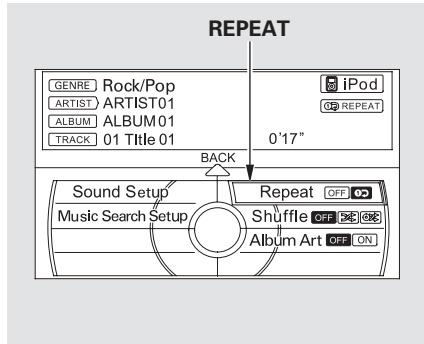 REPEAT
GENRE Rock/Pop
iPod
ARTIST ARTIST01
REPEAT
ALBUM ALBUM01
TRACK 01 TItle 01 0'17"
BACK
Sound Setup
Repeat OFF
Music Search Setup
Shuffle OFF
Album Art OFF ON